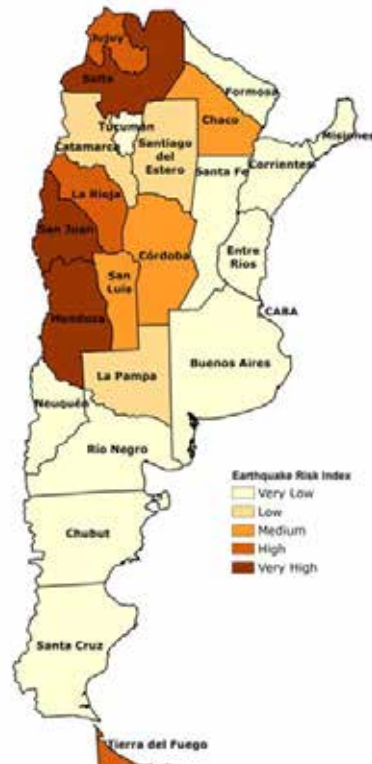 Jujuy
Salta
Formosa
Tucumán
Chaco
Misiones
Catamarca
Santiago
del
Estero
Santa Fe
Corrientes
La Rioja
San Juan
Córdoba
Entre
Ríos
San
Luis
CABA
Mendoza
Buenos Aires
La Pampa
Neuquén
Río Negro
Earthquake Risk Index
Very Low
Low
Medium
High
Very High
Chubut
Santa Cruz
Tierra del Fuego